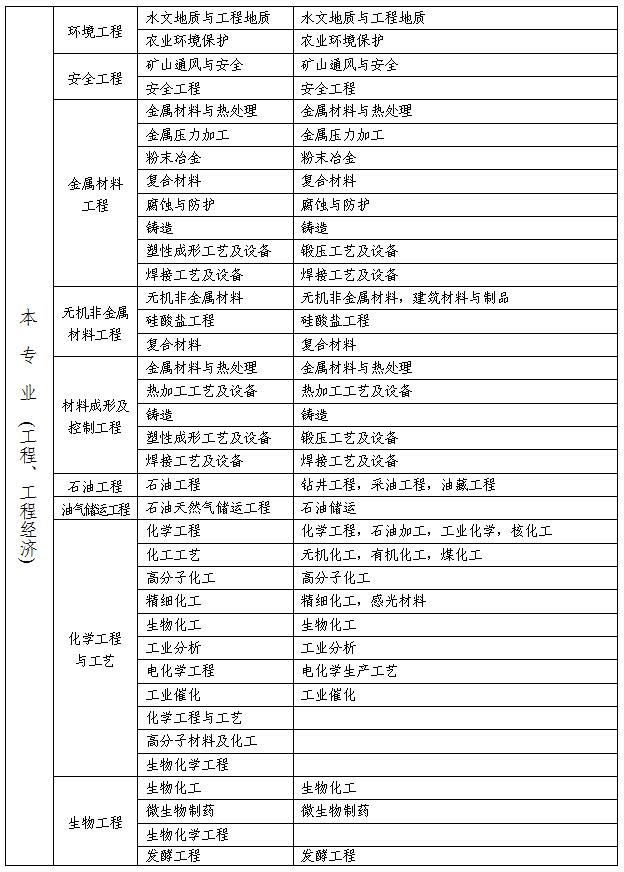 本专业(工程、工程经济)
环境工程
水文地质与工程地质 水文地质与工程地质
农业环境保护 农业环境保护
安全工程
矿山通风与安全 矿山通风与安全
安全工程 安全工程
金属材料
工程
金属材料与热处理 金属材料与热处理
金属压力加工 金属压力加工
粉末冶金 粉末冶金
复合材料 复合材料
腐蚀与防护 腐蚀与防护
铸造 铸造
塑性成形工艺及设备 锻压工艺及设备
焊接工艺及设备 焊接工艺及设备
无机非金属
材料工程
无机非金属材料 无机非金属材料，建筑材料与制品
硅酸盐工程 硅酸盐工程
复合材料 复合材料
材料成形及
控制工程
金属材料与热处理 金属材料与热处理
热加工工艺及设备 热加工工艺及设备
铸造 铸造
塑性成形工艺及设备 锻压工艺及设备
焊接工艺及设备 焊接工艺及设备
石油工程 石油工程 钻井工程，采油工程，油藏工程
油气储运工程 石油天然气储运工程 石油储运
化学工程
与工艺
化学工程 化学工程，石油加工，工业化学，核化工
化工工艺 无机化工，有机化工，煤化工
高分子化工 高分子化工
精细化工 精细化工，感光材料
生物化工 生物化工
工业分析 工业分析
电化学工程 电化学生产工艺
工业催化 工业催化
化学工程与工艺
高分子材料及化工
生物化学工程
生物工程
生物化工 生物化工
微生物制药 微生物制药
生物化学工程
发酵工程 发酵工程